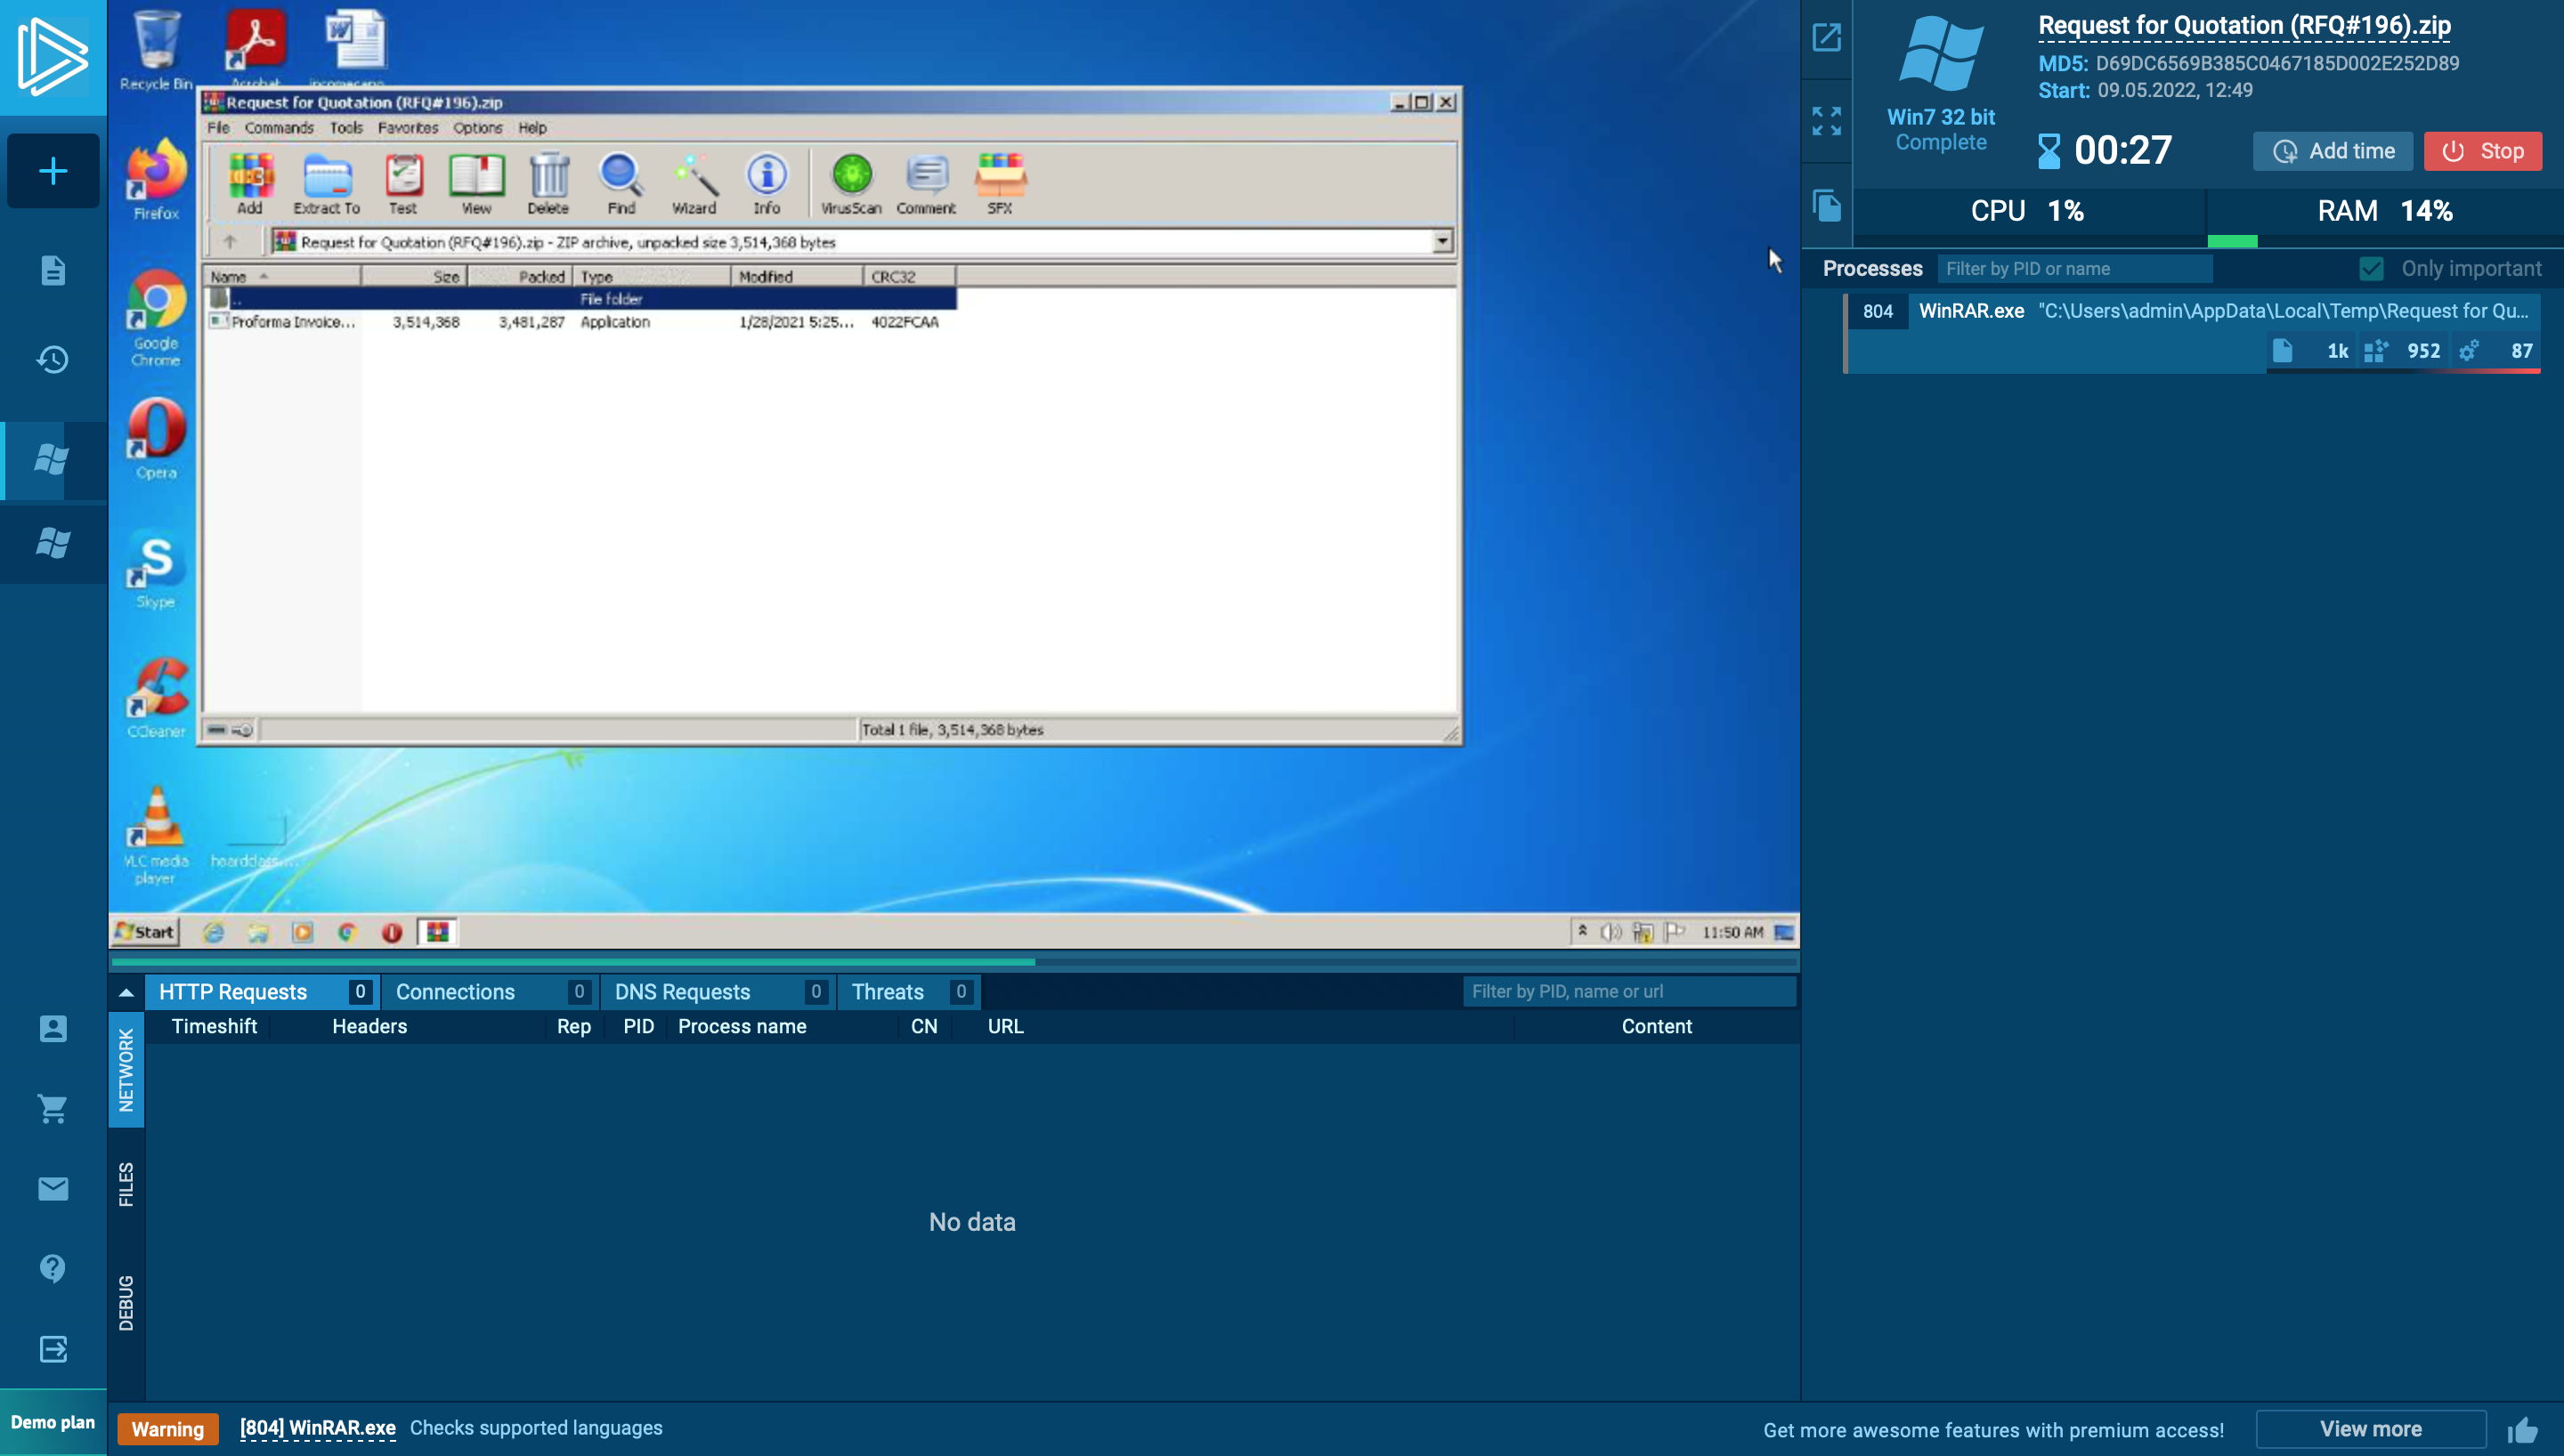 Recycle Bin
Acrobat
Request for Quotation (RFQ#196).zip
File Commands Tools Favorites Options Help
Add Extract To Test View Delete Find Wizard Info VirusScan Comment SFX
Request for Quotation (RFQ#196).zip - ZIP archive, unpacked size 3,514,368 bytes
Name Size Packed Type Modified CRC32
.. File folder
Proforma Invoice... 3,514,368 3,481,287 Application 1/28/2021 5:25... 4022FCAA
Total 1 file, 3,514,368 bytes
Firefox
Google
Chrome
Opera
Skype
CCleaner
VLC media
player
heardclass....
Start
11:50 AM
Request for Quotation (RFQ#196).zip
MD5: D69DC6569B385C0467185D002E252D89
Start: 09.05.2022, 12:49
Win7 32 bit
Complete
00:27
Add time
Stop
CPU 1%
RAM 14%
Processes
Filter by PID or name
Only important
804 WinRAR.exe "C:\Users\admin\AppData\Local\Temp\Request for Qu...
1k 952 87
HTTP Requests 0 Connections 0 DNS Requests 0 Threats 0
Filter by PID, name or url
Timeshift Headers Rep PID Process name CN URL Content
NETWORK
FILES
DEBUG
No data
Demo plan
Warning [804] WinRAR.exe Checks supported languages
Get more awesome features with premium access!
View more